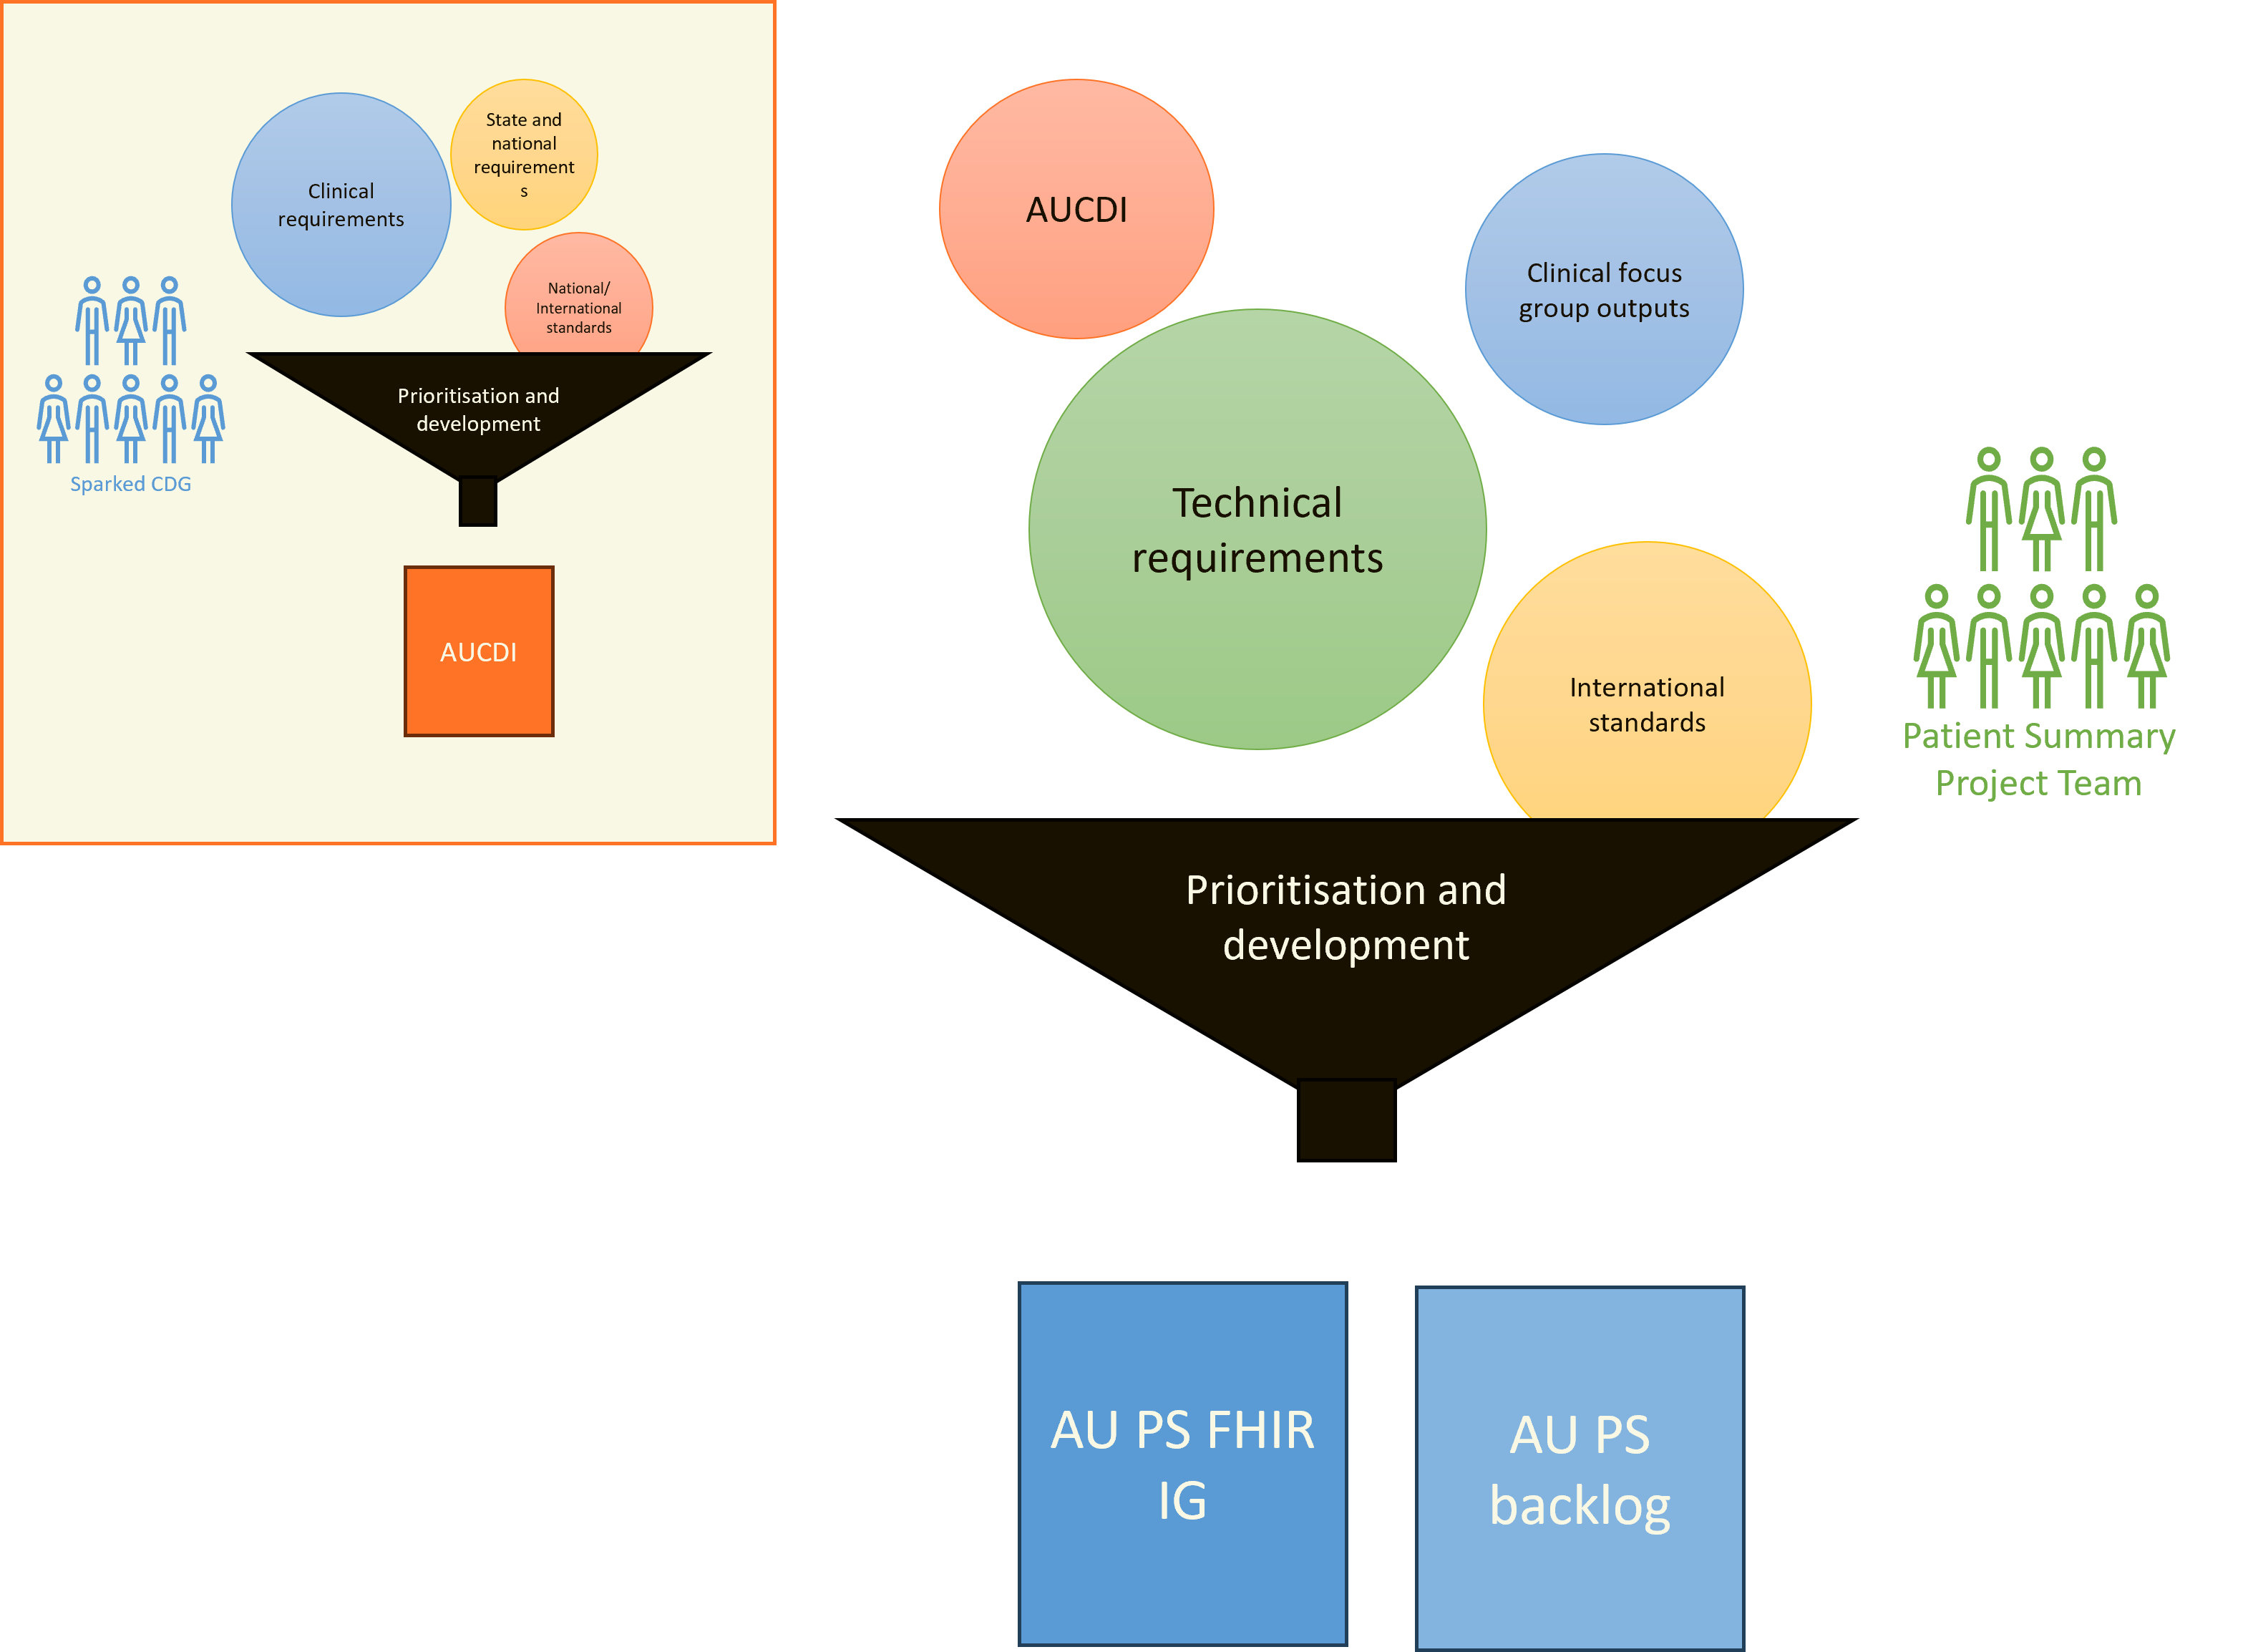 State and
national
requirement
s
Clinical
requirements
National/
International
standards
Prioritisation and
development
Sparked CDG
AUCDI
AUCDI
Clinical focus
group outputs
Technical
requirements
International
standards
Patient Summary
Project Team
Prioritisation and
development
AU PS FHIR
IG
AU PS
backlog